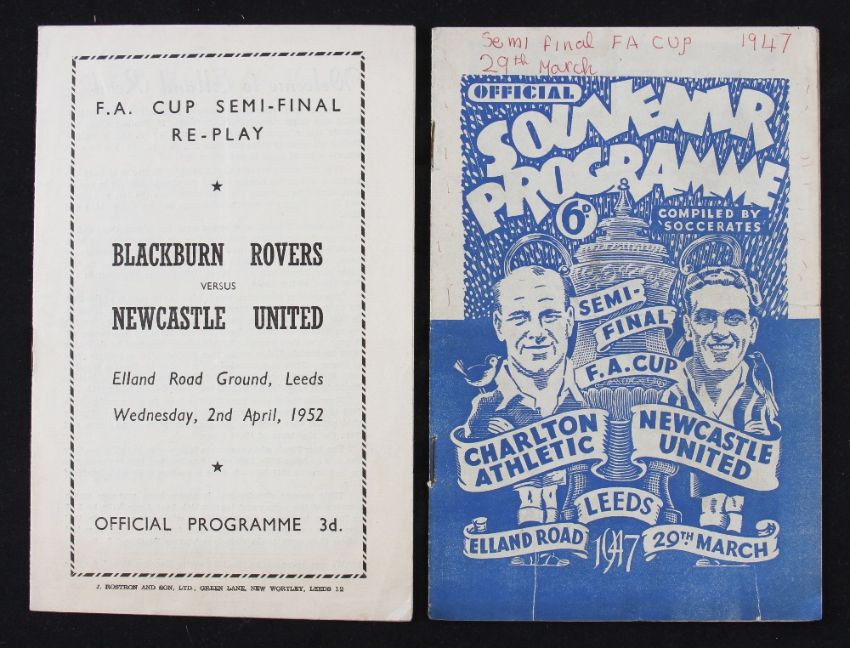 F.A. CUP SEMI-FINAL
RE-PLAY
BLACKBURN ROVERS
VERSUS
NEWCASTLE UNITED
Elland Road Ground, Leeds
Wednesday, 2nd April, 1952
OFFICIAL PROGRAMME 3d.
J. ROSTRON AND SON, LTD., GREEN LANE, NEW WORTLEY, LEEDS 12
Semi final FA CUP 1947
29th March
OFFICIAL
SOUVENIR
PROGRAMME
6D
COMPILED BY
SOCCERATES
SEMI-
FINAL
F.A. CUP
CHARLTON
ATHLETIC
NEWCASTLE
UNITED
LEEDS
ELLAND ROAD 1947 29TH MARCH